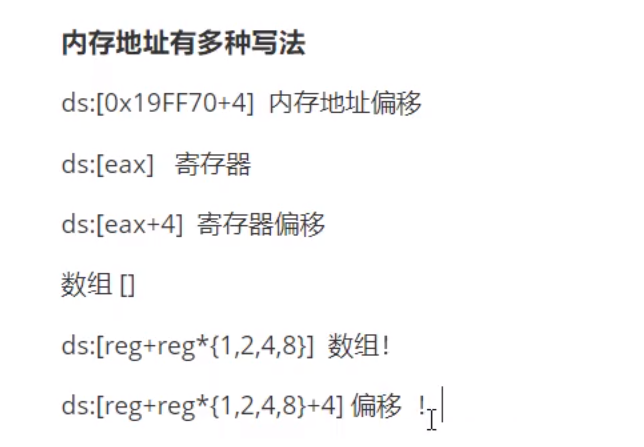 内存地址有多种写法
ds:[0x19FF70+4] 内存地址偏移
ds:[eax] 寄存器
ds:[eax+4] 寄存器偏移
数组 []
ds:[reg+reg*{1,2,4,8}] 数组！
ds:[reg+reg*{1,2,4,8}+4] 偏移 ！